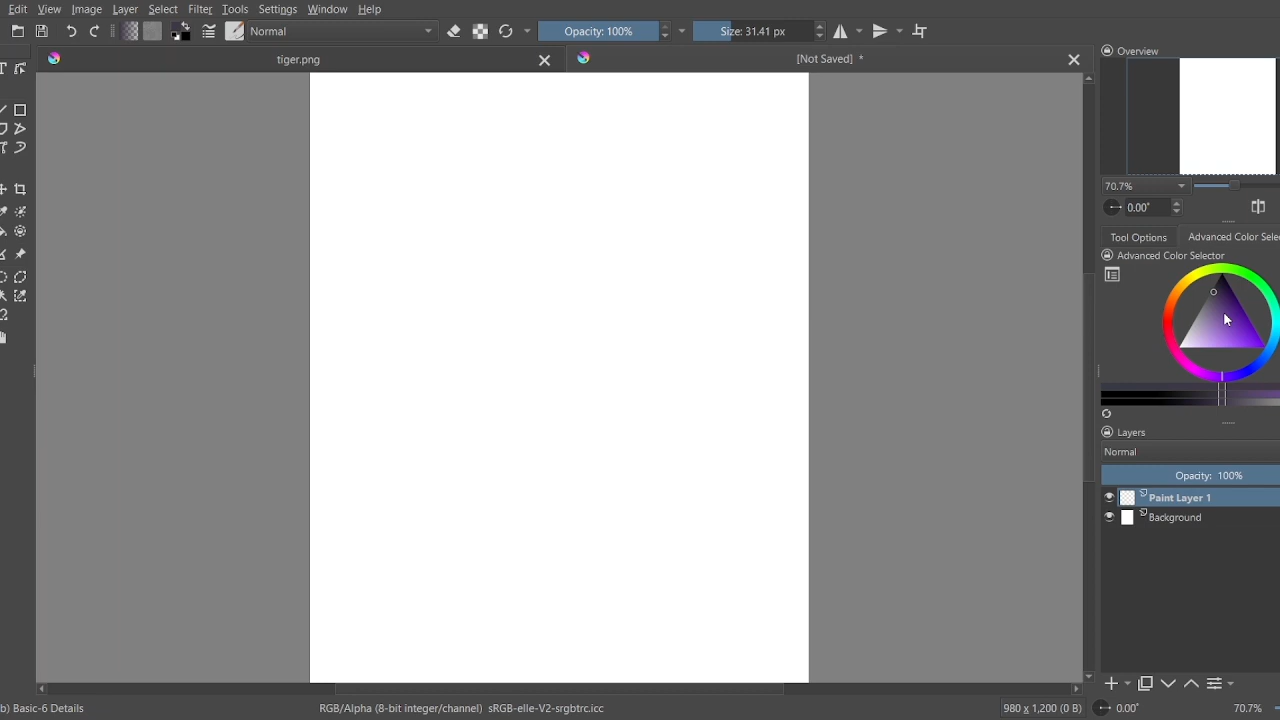 Edit View Image Layer Select Filter Tools Settings Window Help
Normal Opacity: 100% Size: 31.41 px
tiger.png [Not Saved] *
Overview
70.7%
0.00°
Tool Options Advanced Color Sele
Advanced Color Selector
Layers
Normal
Opacity: 100%
Paint Layer 1
Background
b) Basic-6 Details RGB/Alpha (8-bit integer/channel) sRGB-elle-V2-srgbtrc.icc 980 x 1,200 (0 B) 0.00° 70.7%